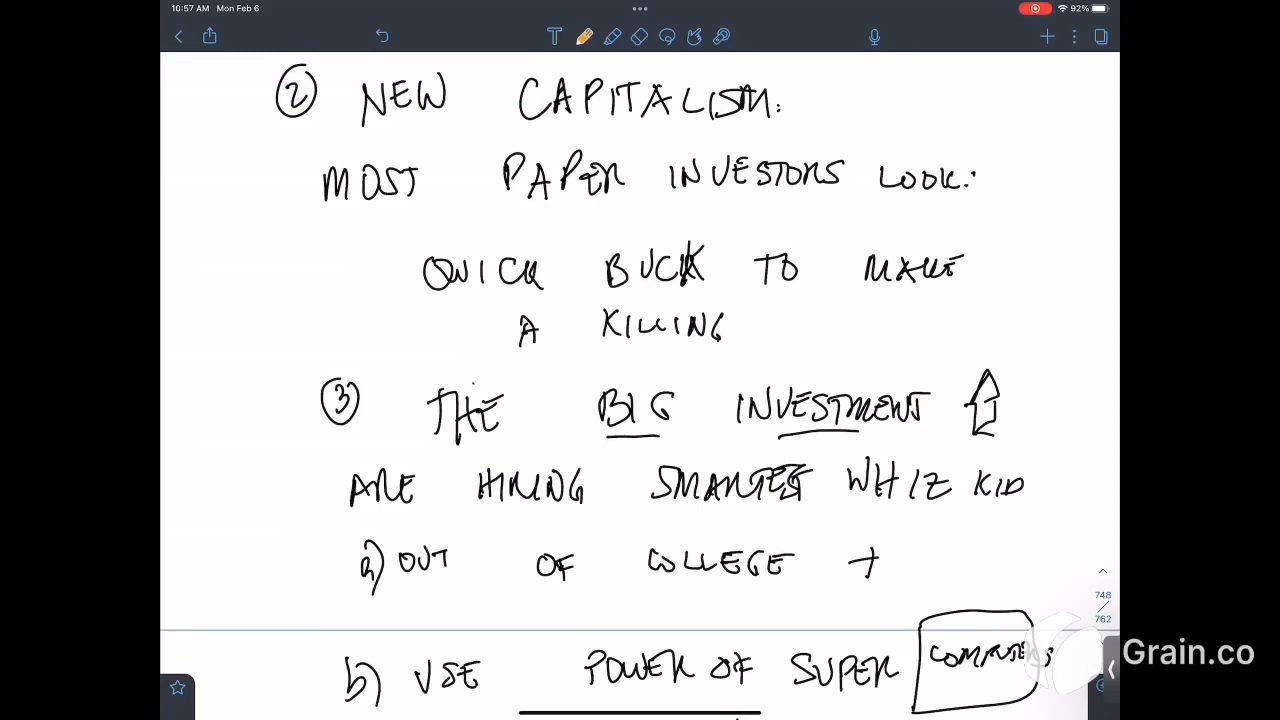 10:57 AM Mon Feb 6
92%
② NEW CAPITALISM:
MOST PAPER INVESTORS LOOK:
QUICK BUCK TO MAKE
A KILLING
③ THE BIG INVESTMENT
ARE HIRING SMARTEST WHIZ KID
a) OUT OF COLLEGE +
748
762
b) USE POWER OF SUPER COMPUTERS
Grain.co